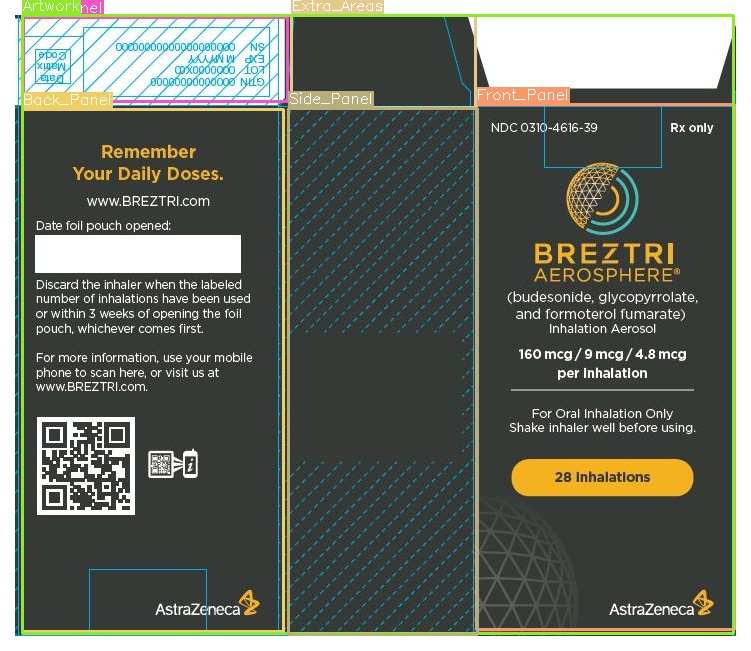 Artwork
nel
Extra_Areas
GTIN 00000000000000
LOT 0000000X00
EXP M MYYYY
SN 00000000000000000000
Data
Matrix
Code
Back_Panel
Side_Panel
Front_Panel
Remember
Your Daily Doses.
www.BREZTRI.com
Date foil pouch opened:
Discard the inhaler when the labeled
number of inhalations have been used
or within 3 weeks of opening the foil
pouch, whichever comes first.
For more information, use your mobile
phone to scan here, or visit us at
www.BREZTRI.com.
i
AstraZeneca
NDC 0310-4616-39
Rx only
BREZTRI
AEROSPHERE®
(budesonide, glycopyrrolate,
and formoterol fumarate)
Inhalation Aerosol
160 mcg / 9 mcg / 4.8 mcg
per inhalation
For Oral Inhalation Only
Shake inhaler well before using.
28 inhalations
AstraZeneca